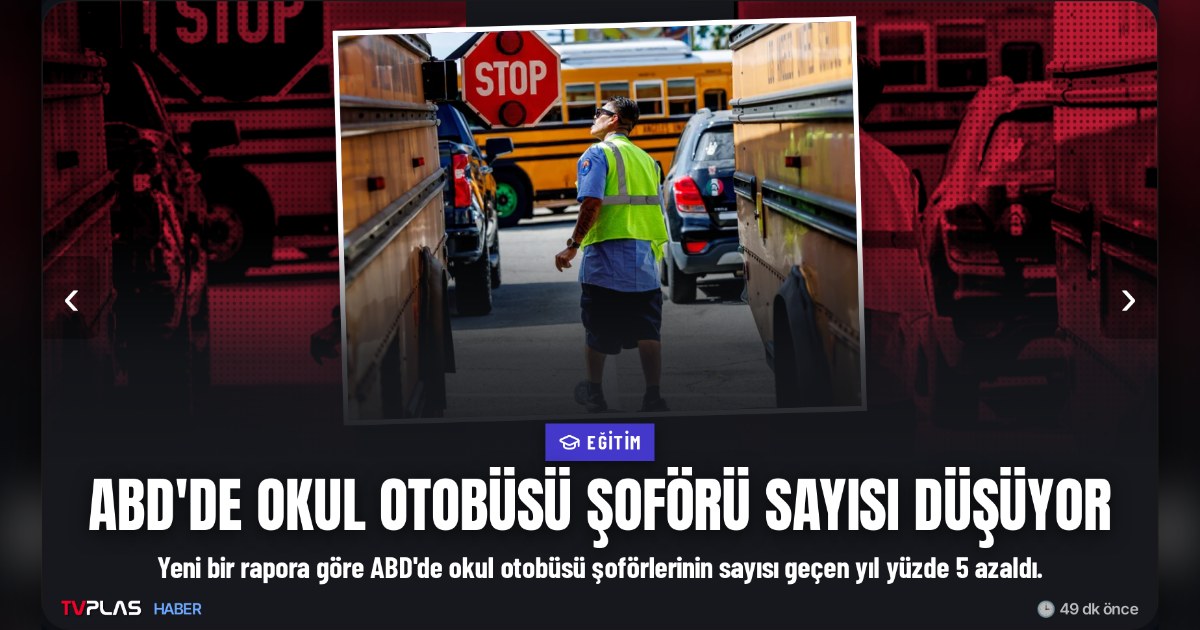 STOP
STOP
EĞİTİM
ABD'DE OKUL OTOBÜSÜ ŞOFÖRÜ SAYISI DÜŞÜYOR
Yeni bir rapora göre ABD'de okul otobüsü şoförlerinin sayısı geçen yıl yüzde 5 azaldı.
TVPLAS HABER
49 dk önce